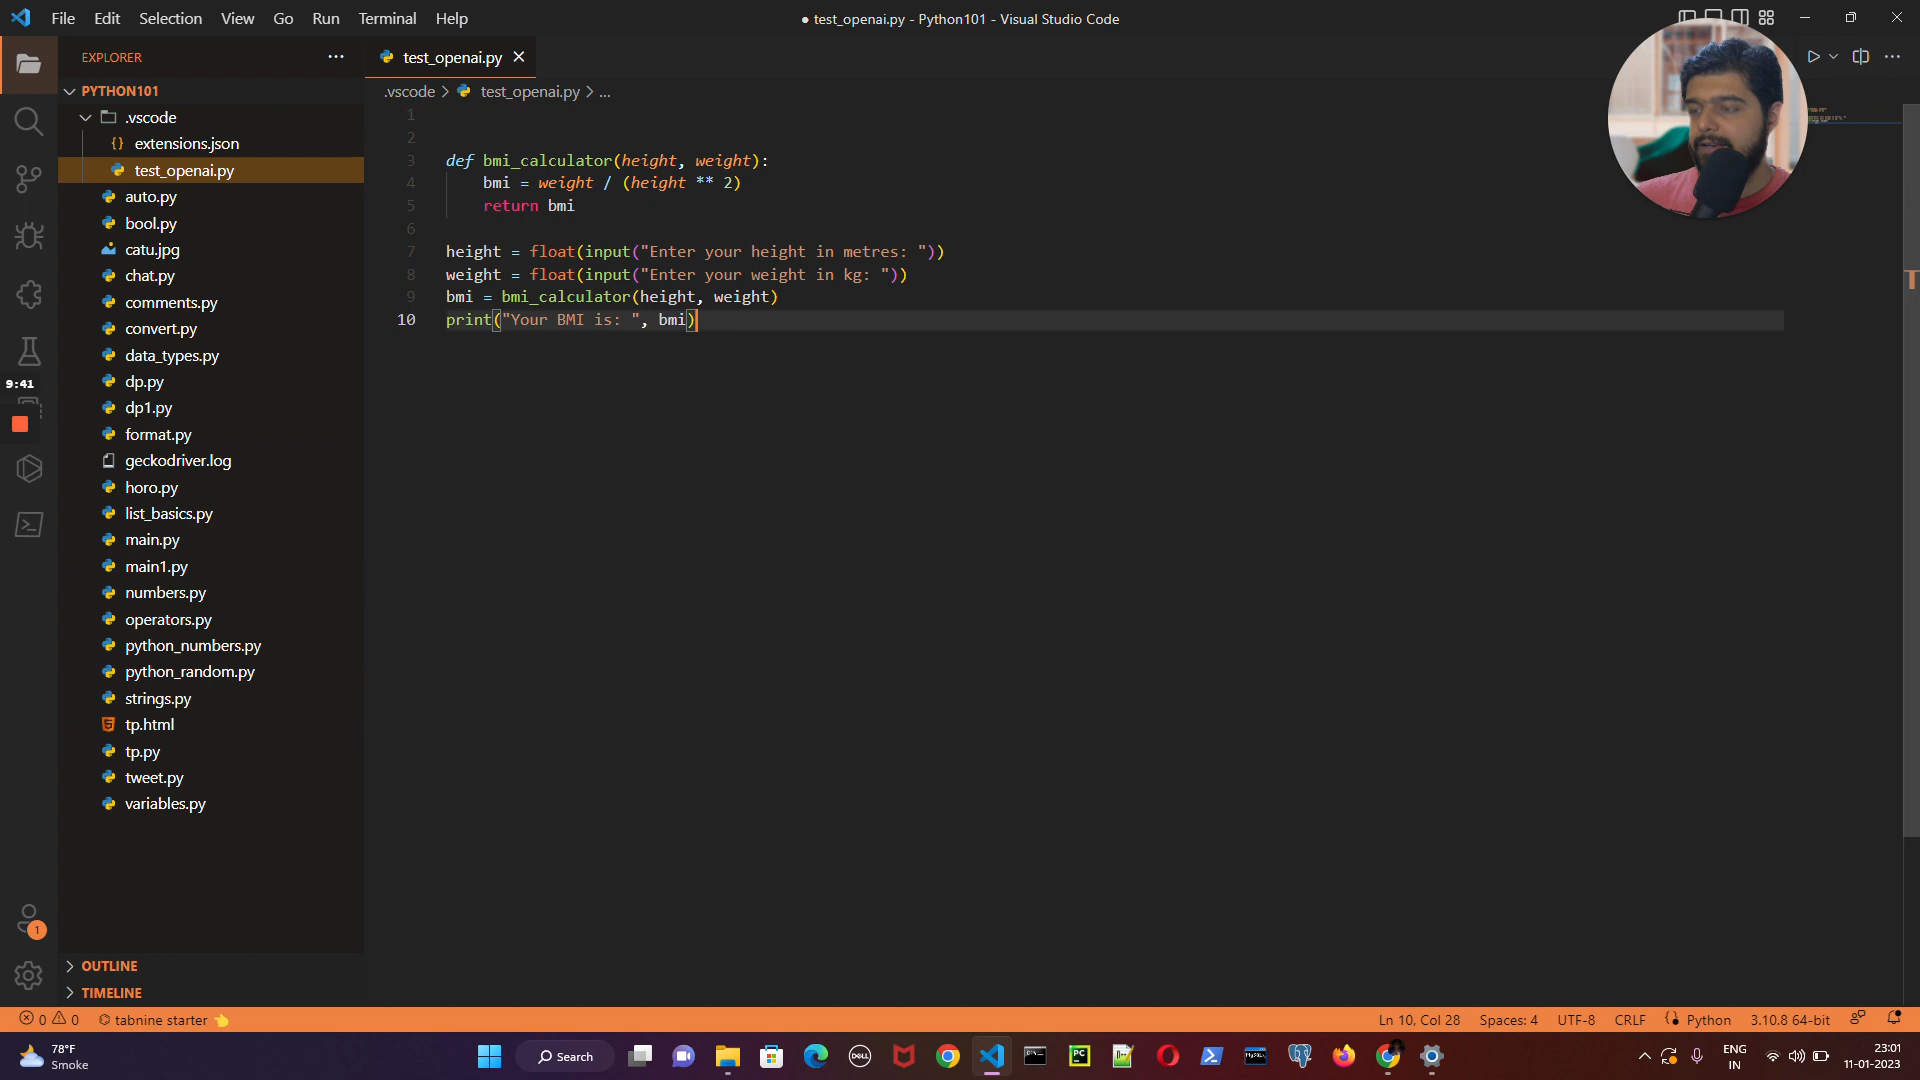 File Edit Selection View Go Run Terminal Help
● test_openai.py - Python101 - Visual Studio Code
EXPLORER
test_openai.py
PYTHON101
.vscode > test_openai.py > ...
.vscode
extensions.json
test_openai.py
auto.py
bool.py
catu.jpg
chat.py
comments.py
convert.py
data_types.py
dp.py
dp1.py
format.py
geckodriver.log
horo.py
list_basics.py
main.py
main1.py
numbers.py
operators.py
python_numbers.py
python_random.py
strings.py
tp.html
tp.py
tweet.py
variables.py
OUTLINE
TIMELINE
9:41
1
1
2
3 def bmi_calculator(height, weight):
4 bmi = weight / (height ** 2)
5 return bmi
6
7 height = float(input("Enter your height in metres: "))
8 weight = float(input("Enter your weight in kg: "))
9 bmi = bmi_calculator(height, weight)
10 print("Your BMI is: ", bmi)
0 0 tabnine starter
Ln 10, Col 28 Spaces: 4 UTF-8 CRLF Python 3.10.8 64-bit
78°F
Smoke
Search
DELL
PC
MySQL
ENG
IN
23:01
11-01-2023